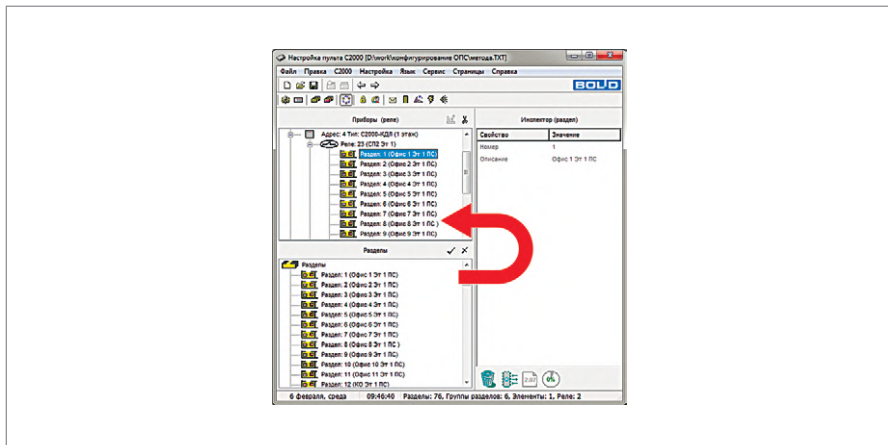 Настройка пульта C2000 [D:\work\конфигурирование ОПС\метода.TXT]
Файл Правка C2000 Настройка Язык Сервис Страницы Справка
BOLID
Приборы (реле)
Адрес: 4 Тип: С2000-КДЛ (1 этаж)
Реле: 23 (СП2 Эт 1)
Раздел: 1 (Офис 1 Эт 1 ПС)
Раздел: 2 (Офис 2 Эт 1 ПС)
Раздел: 3 (Офис 3 Эт 1 ПС)
Раздел: 4 (Офис 4 Эт 1 ПС)
Раздел: 5 (Офис 5 Эт 1 ПС)
Раздел: 6 (Офис 6 Эт 1 ПС)
Раздел: 7 (Офис 7 Эт 1 ПС)
Раздел: 8 (Офис 8 Эт 1 ПС )
Раздел: 9 (Офис 9 Эт 1 ПС)
Инспектор (раздел)
Свойство Значение
Номер 1
Описание Офис 1 Эт 1 ПС
Разделы
Разделы
Раздел: 1 (Офис 1 Эт 1 ПС)
Раздел: 2 (Офис 2 Эт 1 ПС)
Раздел: 3 (Офис 3 Эт 1 ПС)
Раздел: 4 (Офис 4 Эт 1 ПС)
Раздел: 5 (Офис 5 Эт 1 ПС)
Раздел: 6 (Офис 6 Эт 1 ПС)
Раздел: 7 (Офис 7 Эт 1 ПС)
Раздел: 8 (Офис 8 Эт 1 ПС )
Раздел: 9 (Офис 9 Эт 1 ПС)
Раздел: 10 (Офис 10 Эт 1 ПС)
Раздел: 11 (Офис 11 Эт 1 ПС)
Раздел: 12 (КО Эт 1 ПС)
2.07
0%
6 февраля, среда 09:46:40 Разделы: 76, Группы разделов: 6, Элементы: 1, Реле: 2